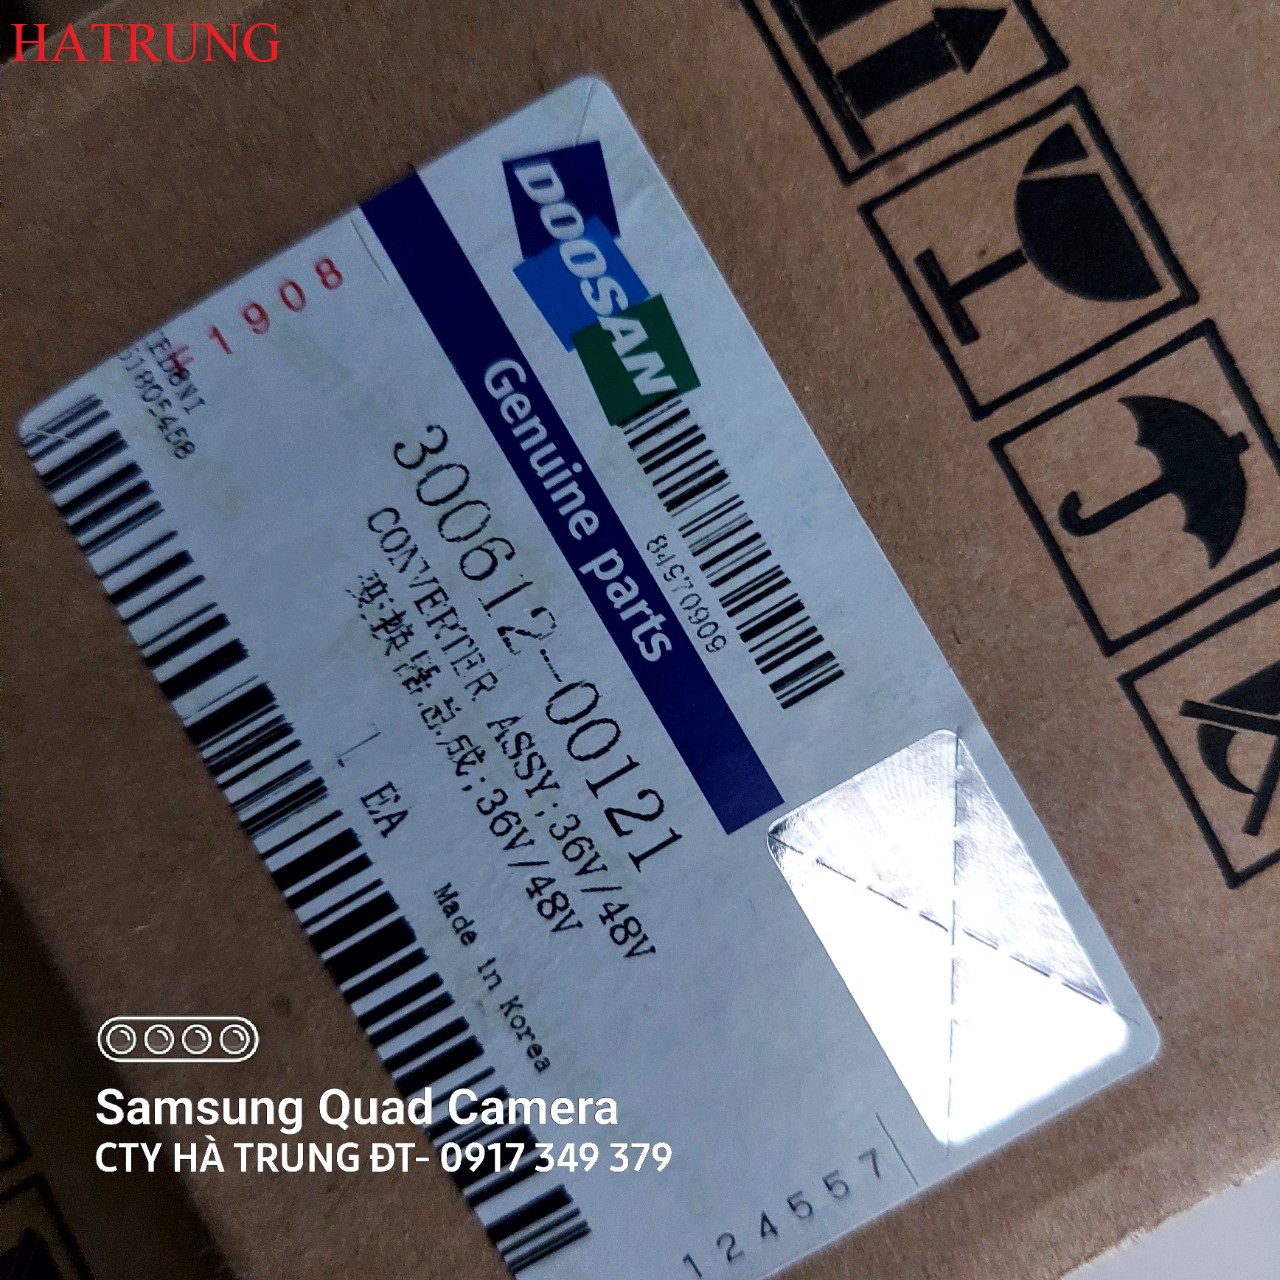 HATRUNG
DOOSAN
Genuine parts
1908
300612-00121
CONVERTER ASSY;36V/48V
变换器总成;36V/48V
1 EA
Made in Korea
124557
Samsung Quad Camera
CTY HÀ TRUNG ĐT- 0917 349 379